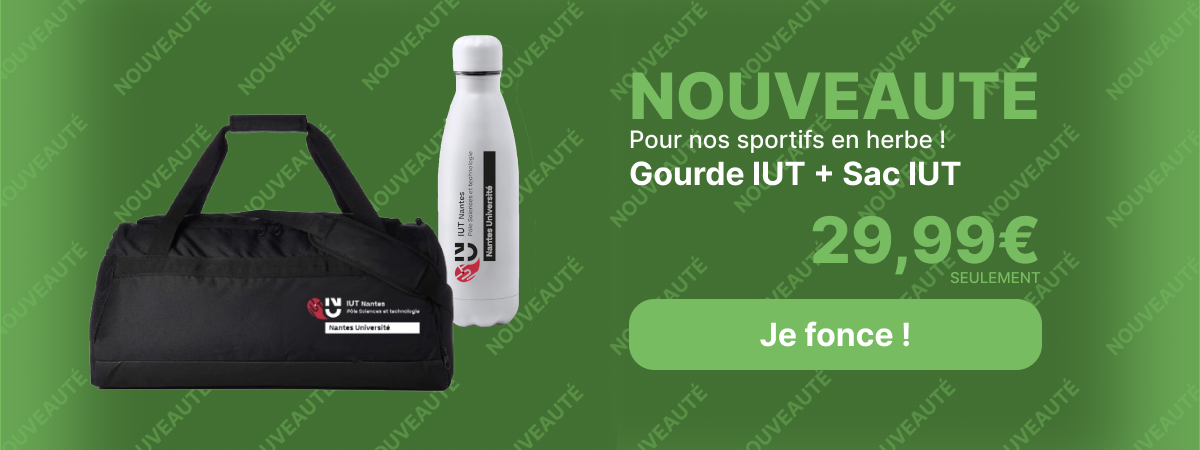 NOUVEAUTÉ
Pour nos sportifs en herbe !
Gourde IUT + Sac IUT
29,99€
SEULEMENT
Je fonce !
IUT Nantes
Pôle Sciences et technologie
Nantes Université
IUT Nantes
Pôle Sciences et technologie
Nantes Université
NOUVEAUTÉ